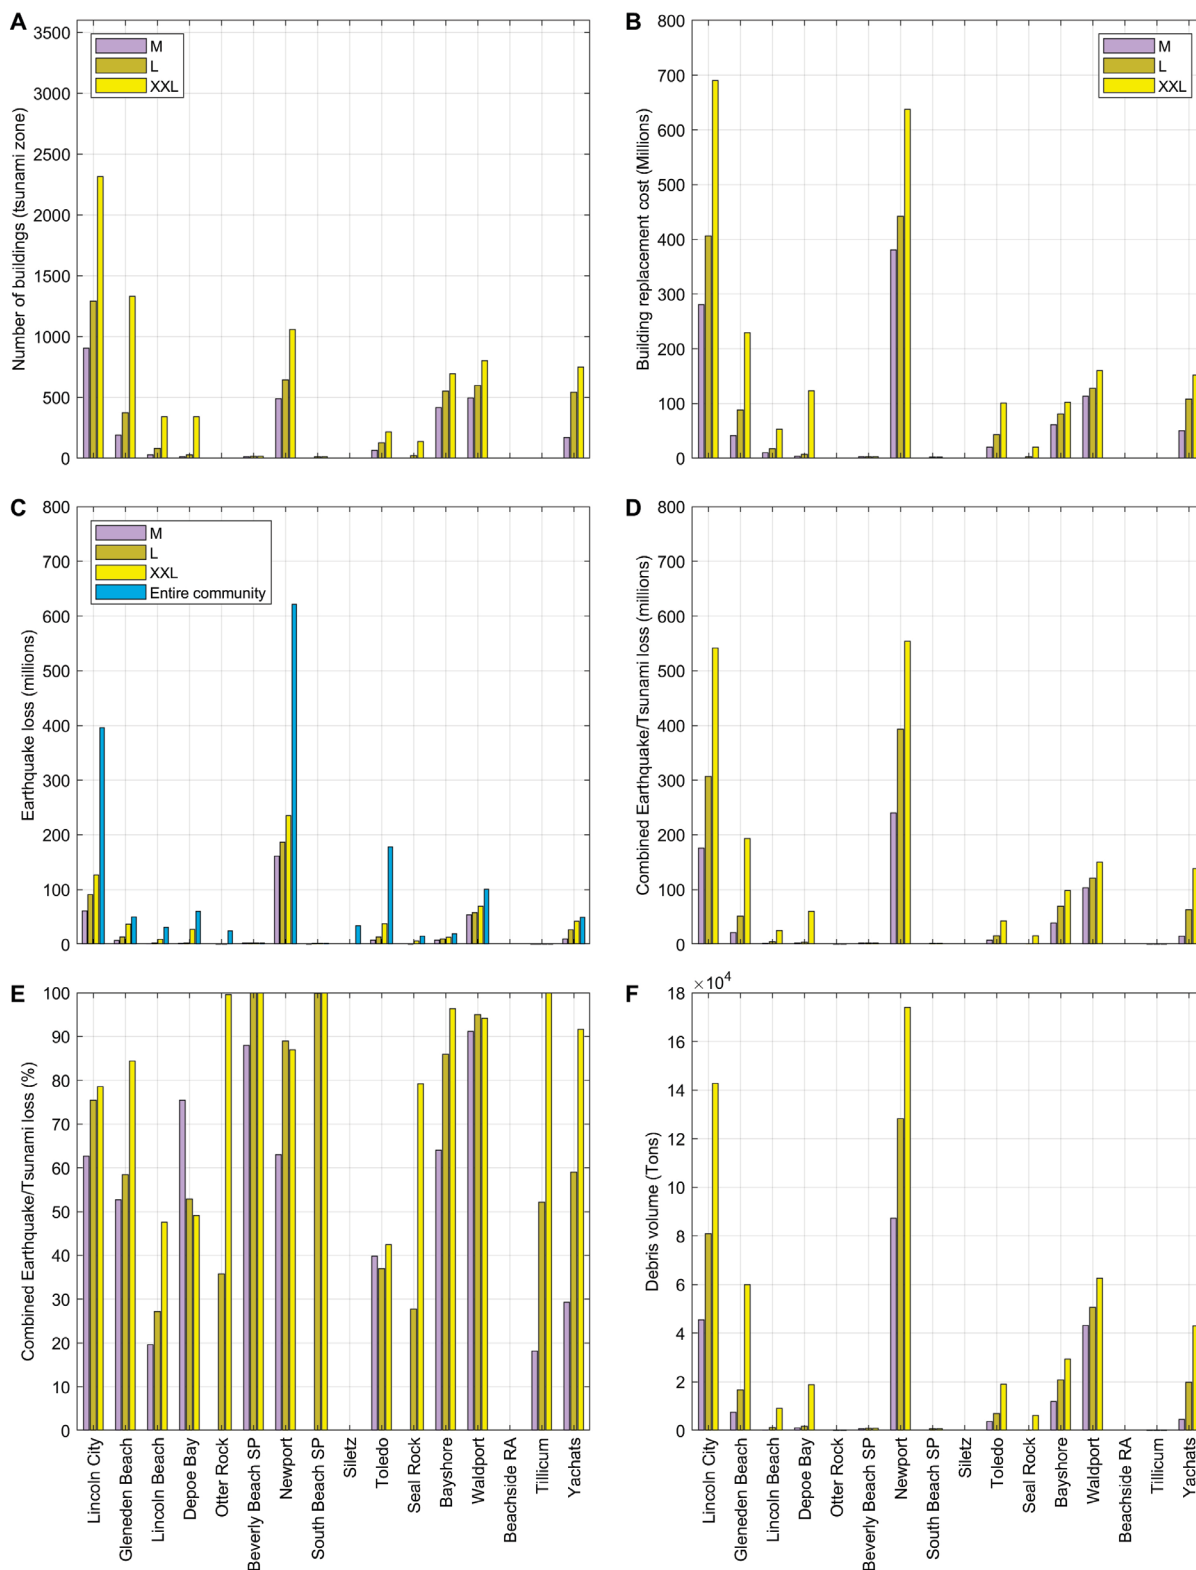 A
3500
3000
2500
2000
1500
1000
500
0
Number of buildings (tsunami zone)
M
L
XXL
B
800
700
600
500
400
300
200
100
0
Building replacement cost (Millions)
M
L
XXL
C
800
700
600
500
400
300
200
100
0
Earthquake loss (millions)
M
L
XXL
Entire community
D
800
700
600
500
400
300
200
100
0
Combined Earthquake/Tsunami loss (millions)
E
100
90
80
70
60
50
40
30
20
10
0
Combined Earthquake/Tsunami loss (%)
Lincoln City
Gleneden Beach
Lincoln Beach
Depoe Bay
Otter Rock
Beverly Beach SP
Newport
South Beach SP
Siletz
Toledo
Seal Rock
Bayshore
Waldport
Beachside RA
Tillicum
Yachats
F
×10⁴
18
16
14
12
10
8
6
4
2
0
Debris volume (Tons)
Lincoln City
Gleneden Beach
Lincoln Beach
Depoe Bay
Otter Rock
Beverly Beach SP
Newport
South Beach SP
Siletz
Toledo
Seal Rock
Bayshore
Waldport
Beachside RA
Tillicum
Yachats